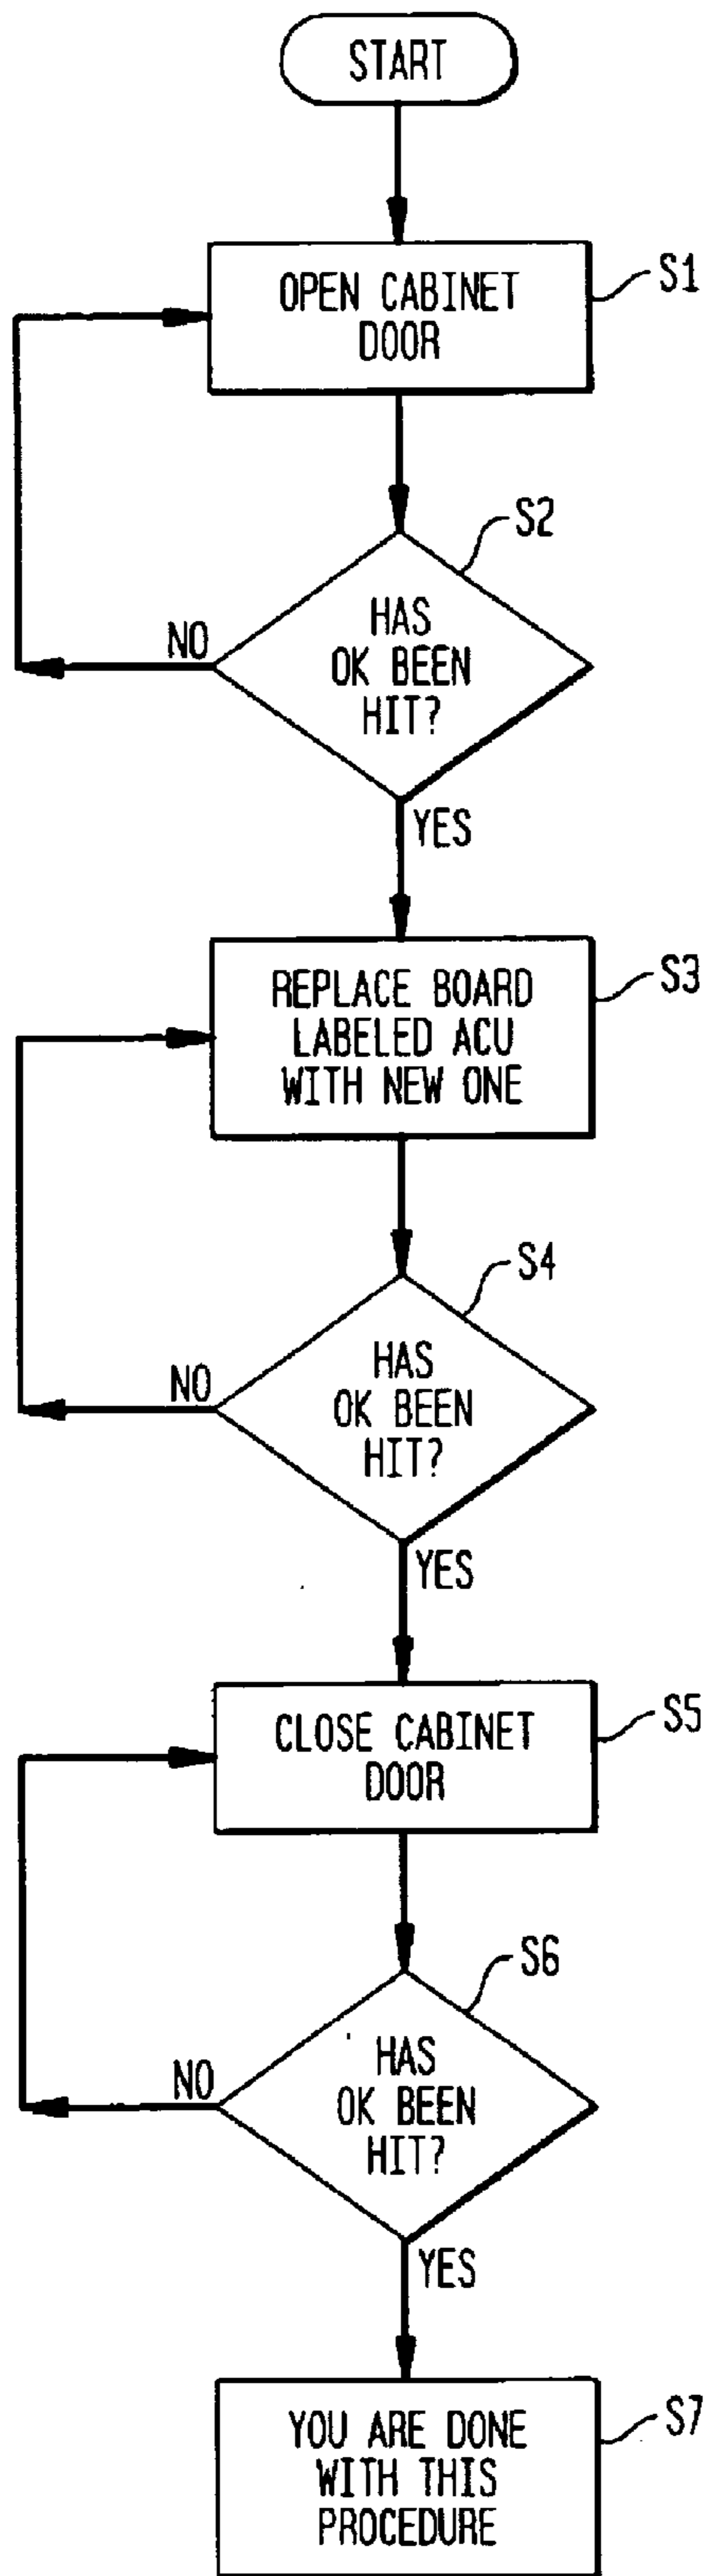 START
OPEN CABINET
DOOR
S1
HAS
OK BEEN
HIT?
S2
NO
YES
REPLACE BOARD
LABELED ACU
WITH NEW ONE
S3
HAS
OK BEEN
HIT?
S4
NO
YES
CLOSE CABINET
DOOR
S5
HAS
OK BEEN
HIT?
S6
NO
YES
YOU ARE DONE
WITH THIS
PROCEDURE
S7